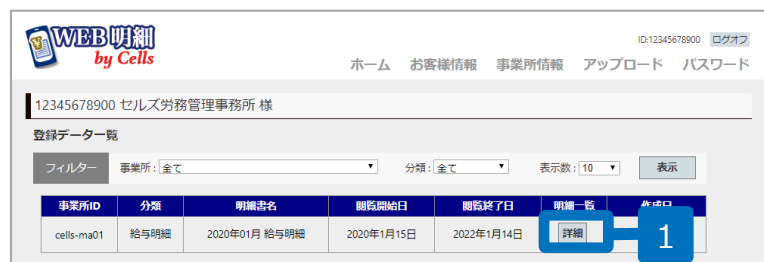 WEB明細
by Cells
ID:12345678900 ログオフ
ホーム お客様情報 事業所情報 アップロード パスワード
12345678900 セルズ労務管理事務所 様
登録データ一覧
フィルター 事業所: 全て 分類: 全て 表示数: 10 表示
事業所ID 分類 明細書名 閲覧開始日 閲覧終了日 明細一覧 作成日
cells-ma01 給与明細 2020年01月 給与明細 2020年1月15日 2022年1月14日 詳細
1